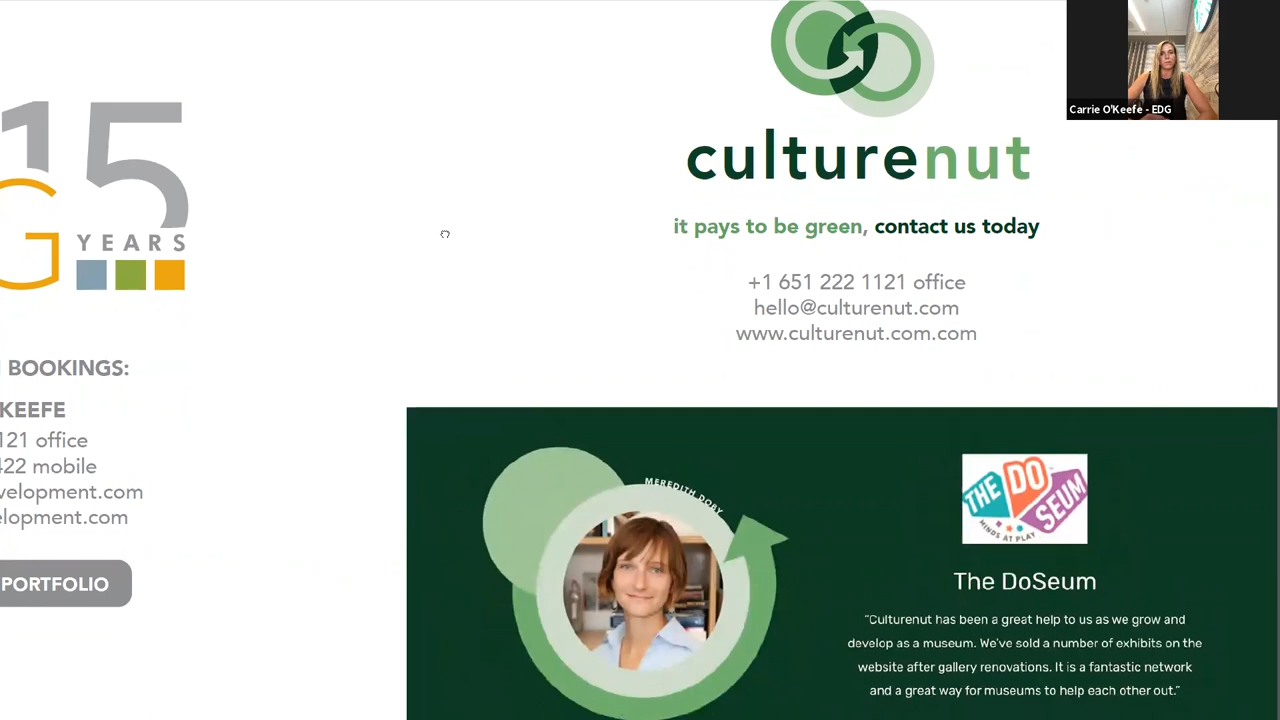 15
G
YEARS
BOOKINGS:
KEEFE
121 office
422 mobile
velopment.com
elopment.com
PORTFOLIO
culturenut
it pays to be green, contact us today
+1 651 222 1121 office
hello@culturenut.com
www.culturenut.com.com
Carrie O'Keefe - EDG
MEREDITH DOBY
THE DO SEUM
MINDS AT PLAY
The DoSeum
"Culturenut has been a great help to us as we grow and
develop as a museum. We've sold a number of exhibits on the
website after gallery renovations. It is a fantastic network
and a great way for museums to help each other out."